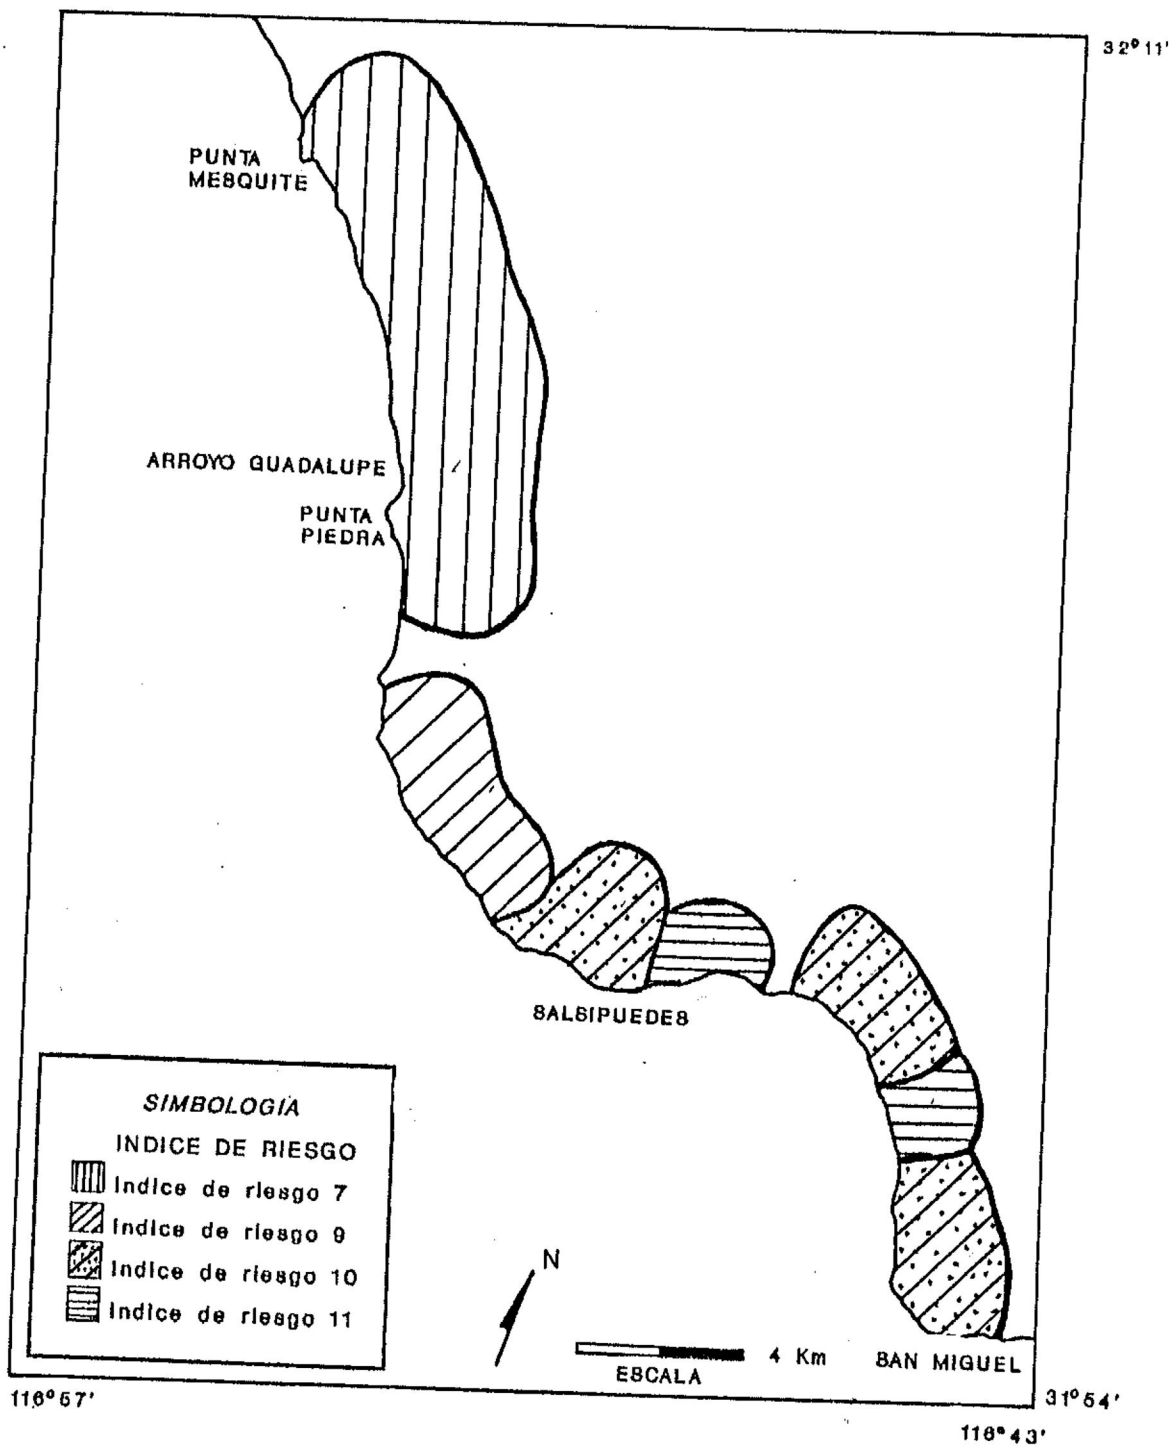 32°11'
PUNTA
MESQUITE
ARROYO GUADALUPE
PUNTA
PIEDRA
SALSIPUEDES
SIMBOLOGIA
INDICE DE RIESGO
Indice de riesgo 7
Indice de riesgo 9
Indice de riesgo 10
Indice de riesgo 11
N
4 Km
ESCALA
SAN MIGUEL
116°57'
31°54'
116°43'